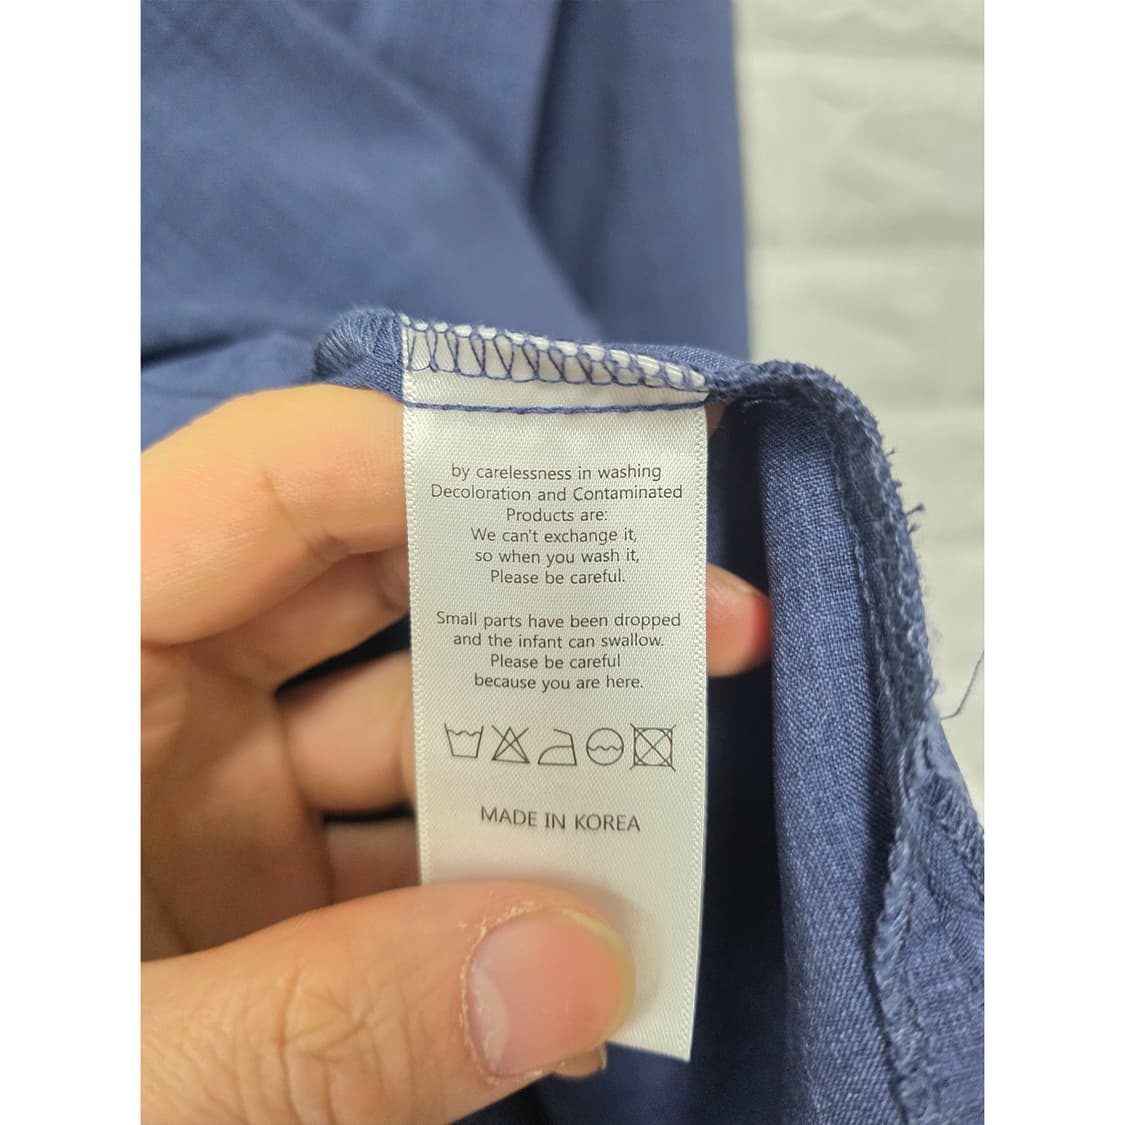 by carelessness in washing
Decoloration and Contaminated
Products are:
We can't exchange it,
so when you wash it,
Please be careful.
Small parts have been dropped
and the infant can swallow.
Please be careful
because you are here.
MADE IN KOREA